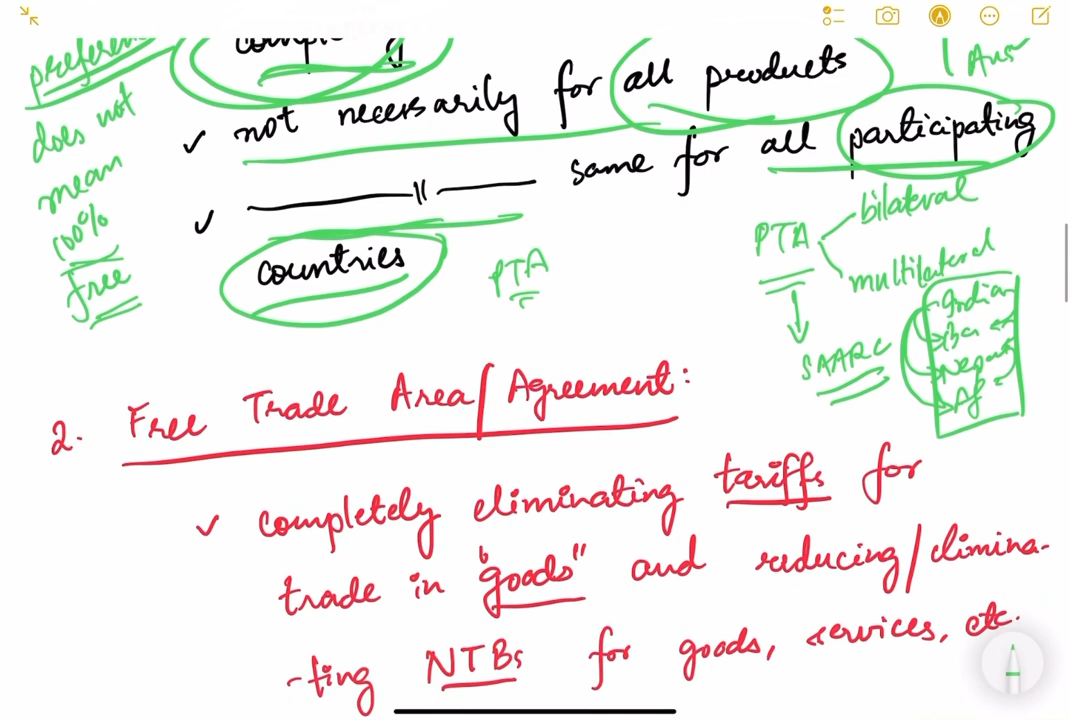 preferen
does not
mean
100%
Free
✓ not necessarily for all products
✓ ——— 〃 ——— same for all participating
countries
PTA
Ans
PTA
bilateral
multilateral
SAARC
2. Free Trade Area/Agreement:
✓ completely eliminating tariffs for
trade in "goods" and reducing/elimina-
-ting NTBs for goods, services, etc.